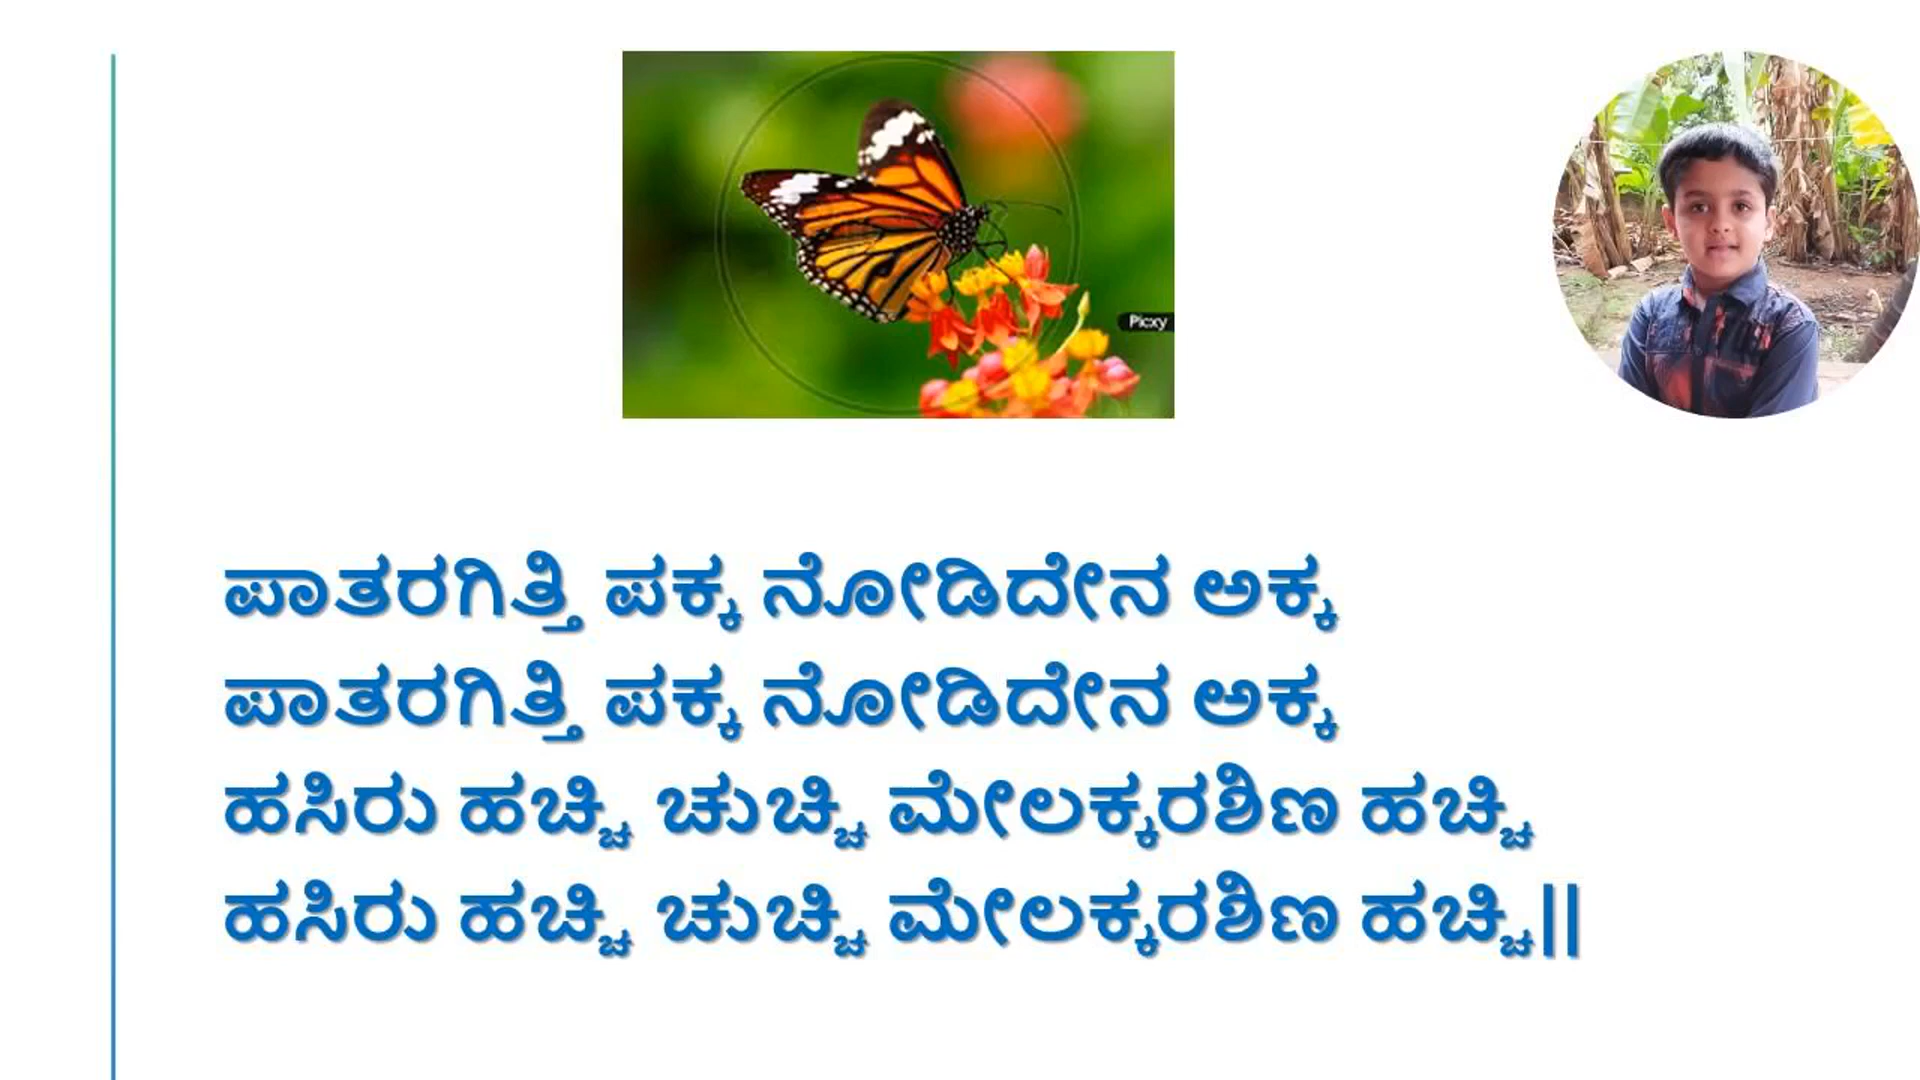 Picxy
ಪಾತರಗಿತ್ತಿ ಪಕ್ಕ ನೋಡಿದೇನ ಅಕ್ಕ
ಪಾತರಗಿತ್ತಿ ಪಕ್ಕ ನೋಡಿದೇನ ಅಕ್ಕ
ಹಸಿರು ಹಚ್ಚಿ ಚುಚ್ಚಿ ಮೇಲಕ್ಕರಶಿಣ ಹಚ್ಚಿ
ಹಸಿರು ಹಚ್ಚಿ ಚುಚ್ಚಿ ಮೇಲಕ್ಕರಶಿಣ ಹಚ್ಚಿ||